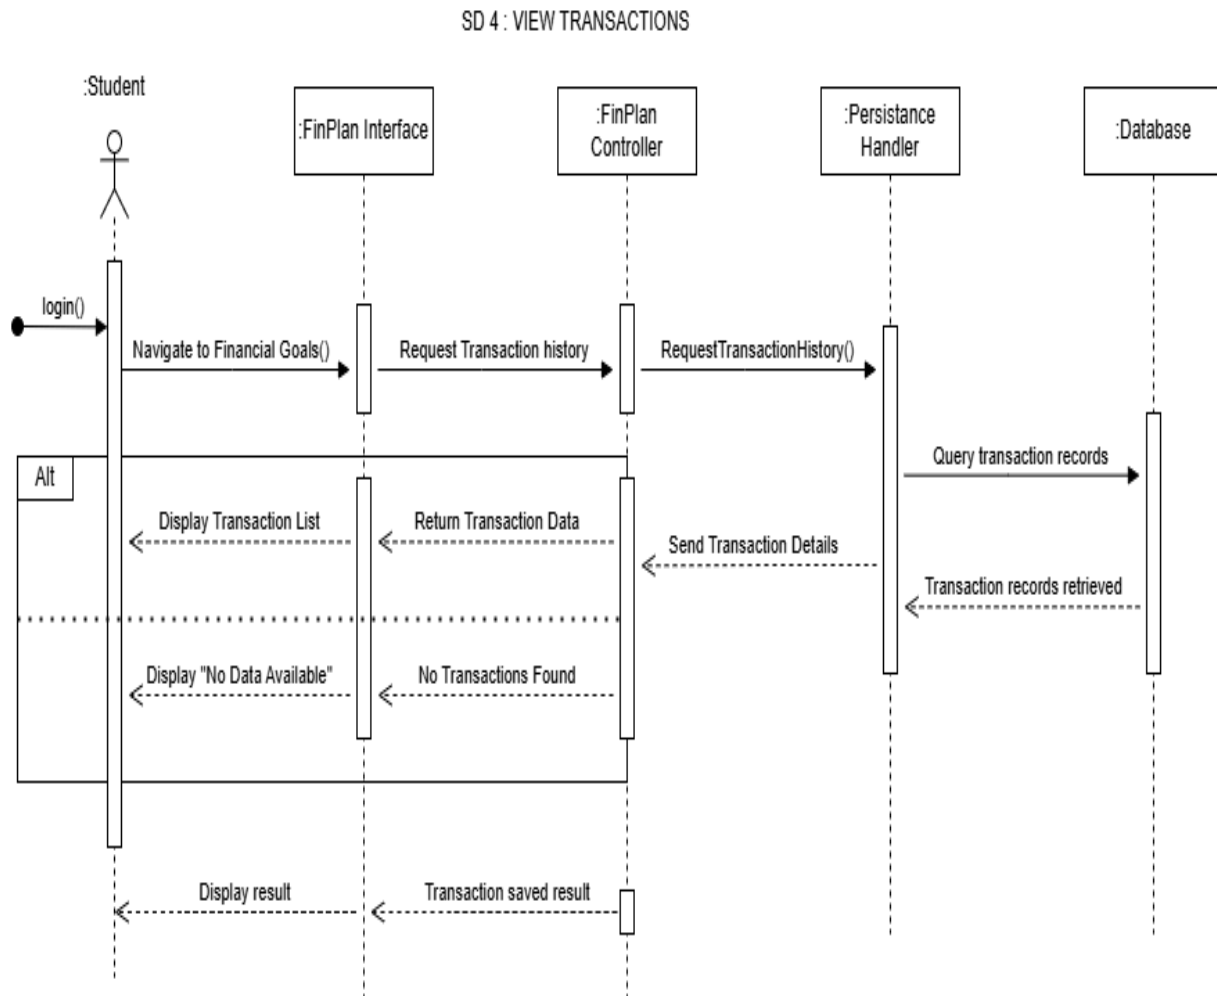 SD 4 : VIEW TRANSACTIONS
:Student
:FinPlan Interface
:FinPlan
Controller
:Persistance
Handler
:Database
login()
Navigate to Financial Goals()
Request Transaction history
RequestTransactionHistory()
Alt
Query transaction records
Display Transaction List
Return Transaction Data
Send Transaction Details
Transaction records retrieved
Display "No Data Available"
No Transactions Found
Display result
Transaction saved result